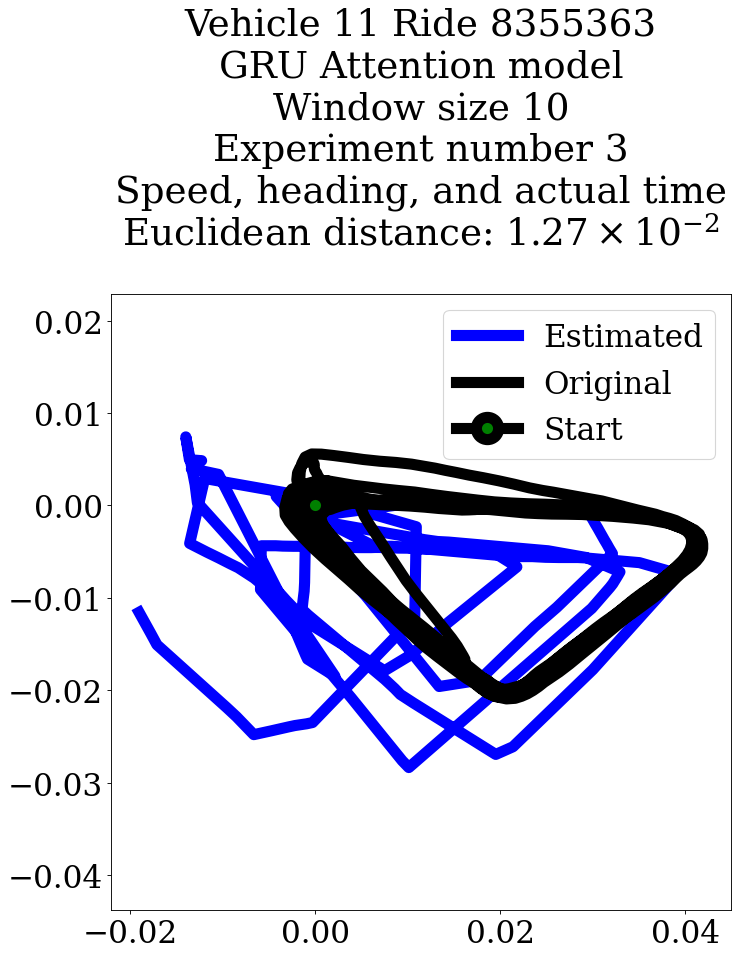 Vehicle 11 Ride 8355363
GRU Attention model
Window size 10
Experiment number 3
Speed, heading, and actual time
Euclidean distance: 1.27 × 10⁻²
Estimated
Original
Start
0.02
0.01
0.00
−0.01
−0.02
−0.03
−0.04
−0.02
0.00
0.02
0.04